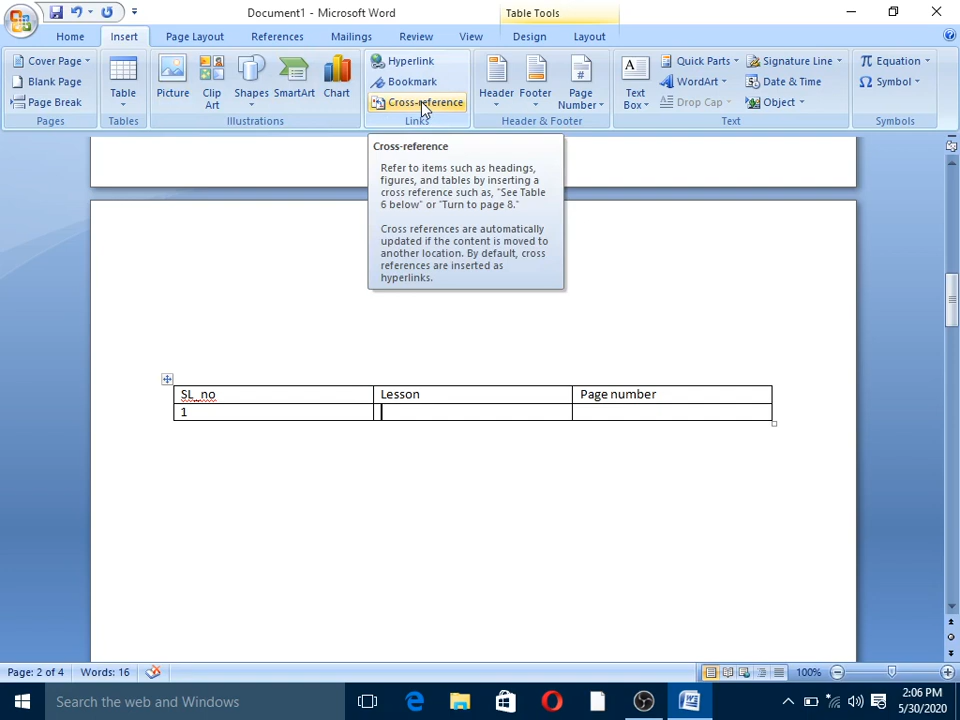 Document1 - Microsoft Word
Table Tools
Home
Insert
Page Layout
References
Mailings
Review
View
Design
Layout
Cover Page
Blank Page
Page Break
Pages
Table
Tables
Picture
Clip
Art
Shapes
SmartArt
Chart
Illustrations
Hyperlink
Bookmark
Cross-reference
Links
Header
Footer
Page
Number
Header & Footer
Text
Box
Quick Parts
WordArt
Drop Cap
Signature Line
Date & Time
Object
Text
Equation
Symbol
Symbols
Cross-reference
Refer to items such as headings,
figures, and tables by inserting a
cross reference such as, "See Table
6 below" or "Turn to page 8."
Cross references are automatically
updated if the content is moved to
another location. By default, cross
references are inserted as
hyperlinks.
SL_no Lesson Page number
1
Page: 2 of 4 Words: 16 100%
Search the web and Windows
2:06 PM
5/30/2020